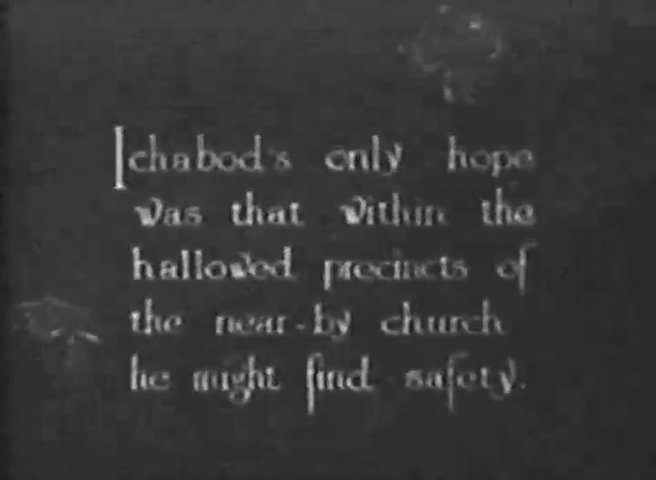 Ichabod's only hope
was that within the
hallowed precincts of
the near-by church
he might find safety.